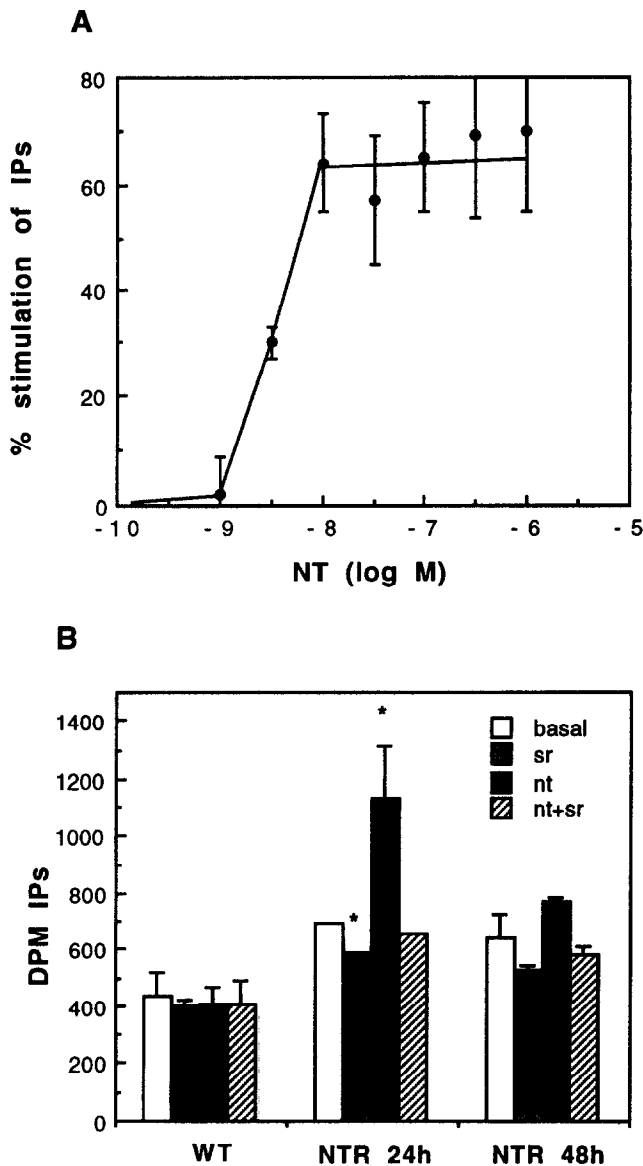 A
% stimulation of IPs
80
60
40
20
0
-10 -9 -8 -7 -6 -5
NT (log M)
B
DPM IPs
1400
1200
1000
800
600
400
200
0
* *
basal
sr
nt
nt+sr
WT NTR 24h NTR 48h